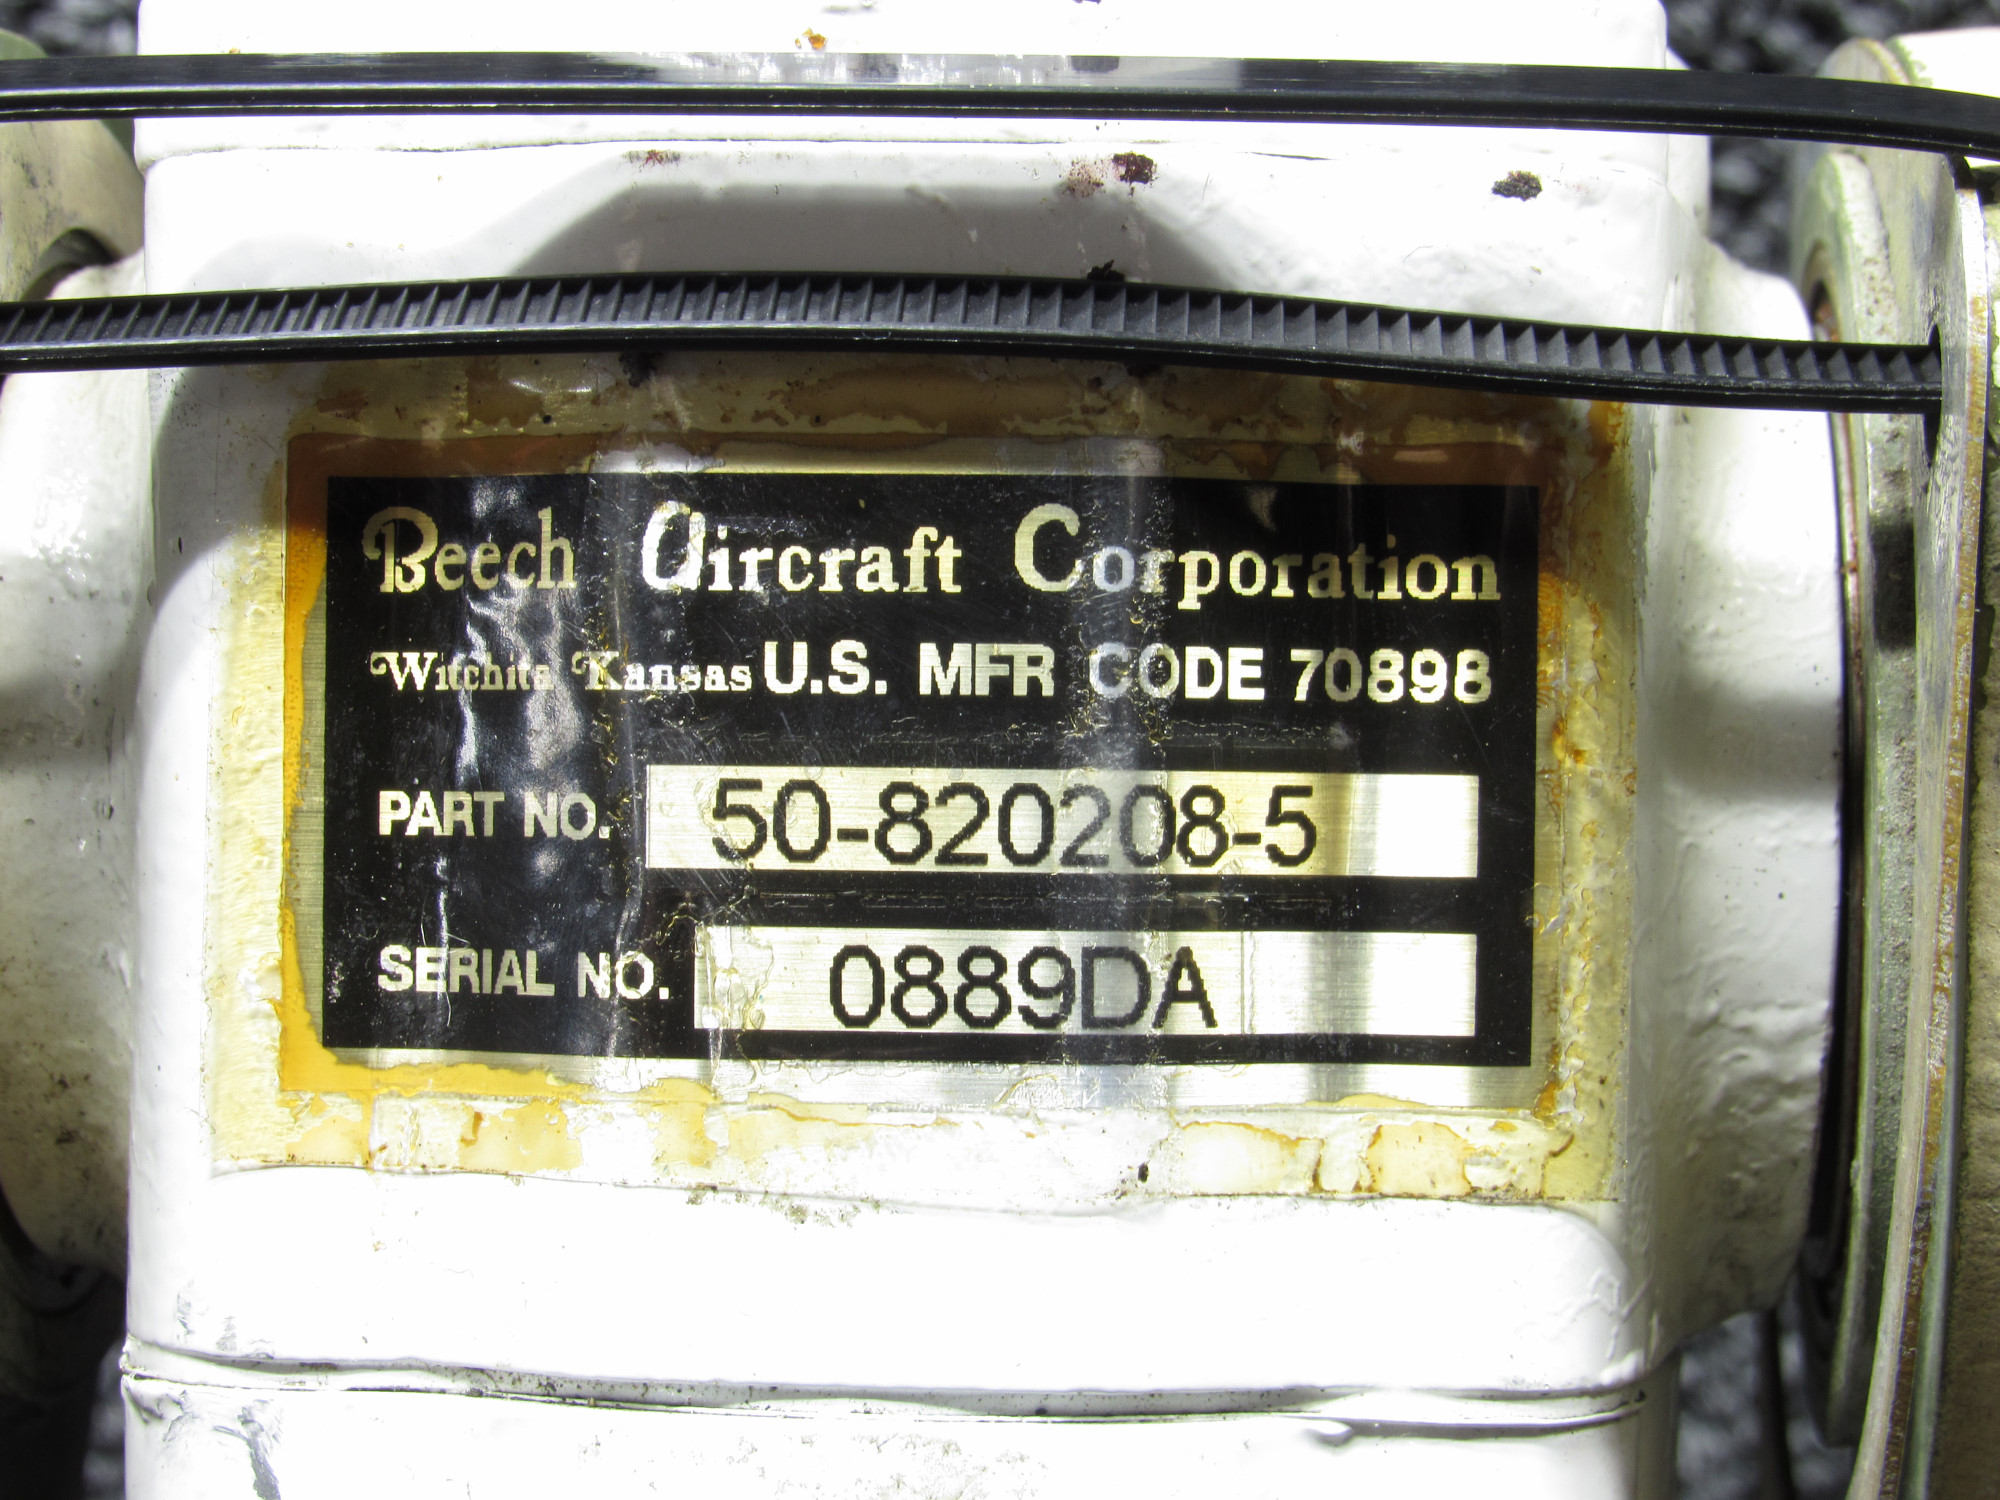 Beech Aircraft Corporation
Witchita Kansas U.S. MFR CODE 70898
PART NO. 50-820208-5
SERIAL NO. 0889DA